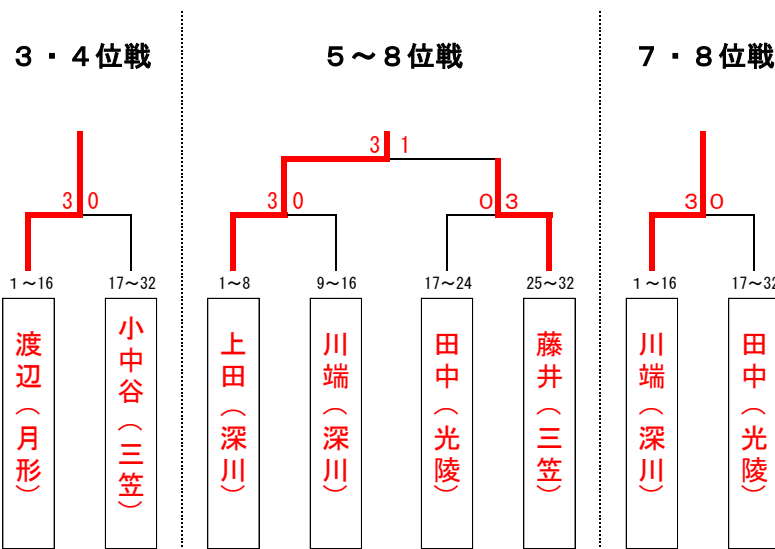 3・4位戦
5～8位戦
7・8位戦
3 1
3 0
3 0
0 3
3 0
1～16
17～32
1～8
9～16
17～24
25～32
1～16
17～32
渡辺（月形）
小中谷（三笠）
上田（深川）
川端（深川）
田中（光陵）
藤井（三笠）
川端（深川）
田中（光陵）